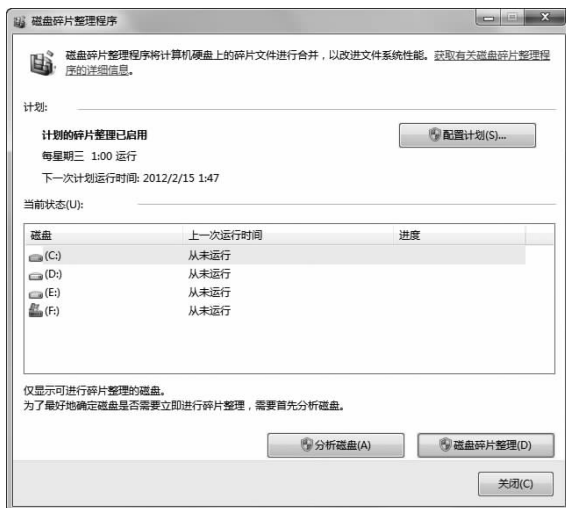 磁盘碎片整理程序
磁盘碎片整理程序将计算机硬盘上的碎片文件进行合并，以改进文件系统性能。获取有关磁盘碎片整理程
序的详细信息。
计划:
计划的碎片整理已启用
配置计划(S)...
每星期三 1:00 运行
下一次计划运行时间: 2012/2/15 1:47
当前状态(U):
磁盘 上一次运行时间 进度
(C:) 从未运行
(D:) 从未运行
(E:) 从未运行
(F:) 从未运行
仅显示可进行碎片整理的磁盘。
为了最好地确定磁盘是否需要立即进行碎片整理，需要首先分析磁盘。
分析磁盘(A) 磁盘碎片整理(D)
关闭(C)